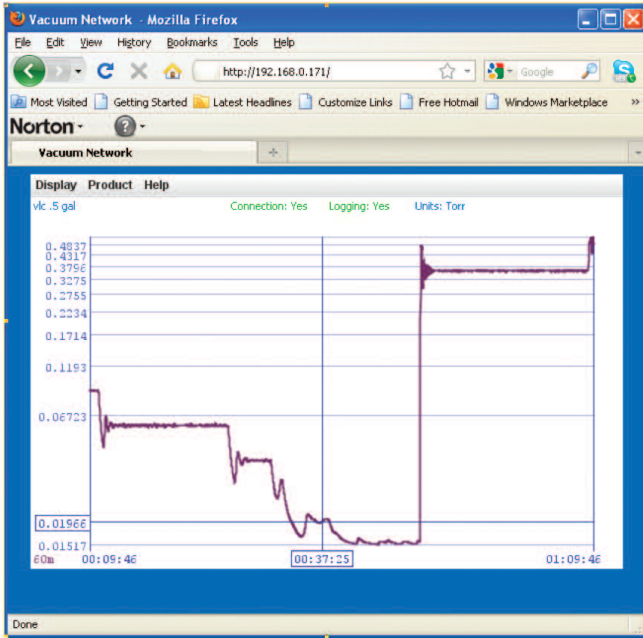 Vacuum Network - Mozilla Firefox
File Edit View History Bookmarks Tools Help
http://192.168.0.171/ Google
Most Visited Getting Started Latest Headlines Customize Links Free Hotmail Windows Marketplace »
Norton
Vacuum Network
Display Product Help
vlc .5 gal Connection: Yes Logging: Yes Units: Torr
0.4837
0.4317
0.3796
0.3275
0.2755
0.2234
0.1714
0.1193
0.06723
0.01966
0.01517
60m 00:09:46 00:37:25 01:09:46
Done